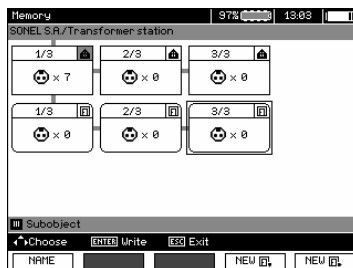 Memory 97% 13:03
SONEL S.A./Transformer station
1/3 2/3 3/3
× 7 × 0 × 0
1/3 2/3 3/3
× 0 × 0 × 0
Subobject
Choose ENTER Write ESC Exit
NAME NEW NEW